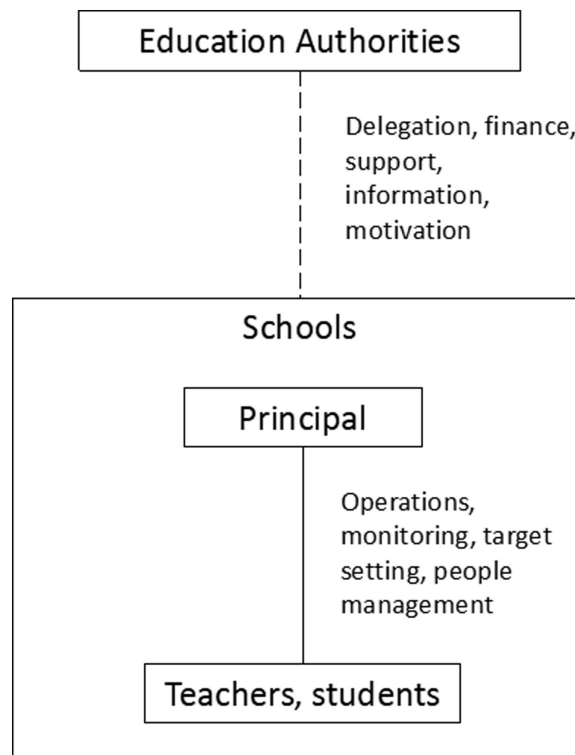 Education Authorities
Delegation, finance,
support,
information,
motivation
Schools
Principal
Operations,
monitoring, target
setting, people
management
Teachers, students